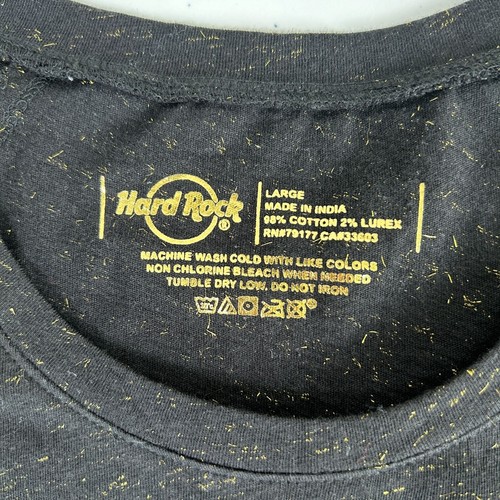 Hard Rock ®
LARGE
MADE IN INDIA
98% COTTON 2% LUREX
RN#79177 CA#33603
MACHINE WASH COLD WITH LIKE COLORS
NON CHLORINE BLEACH WHEN NEEDED
TUMBLE DRY LOW. DO NOT IRON